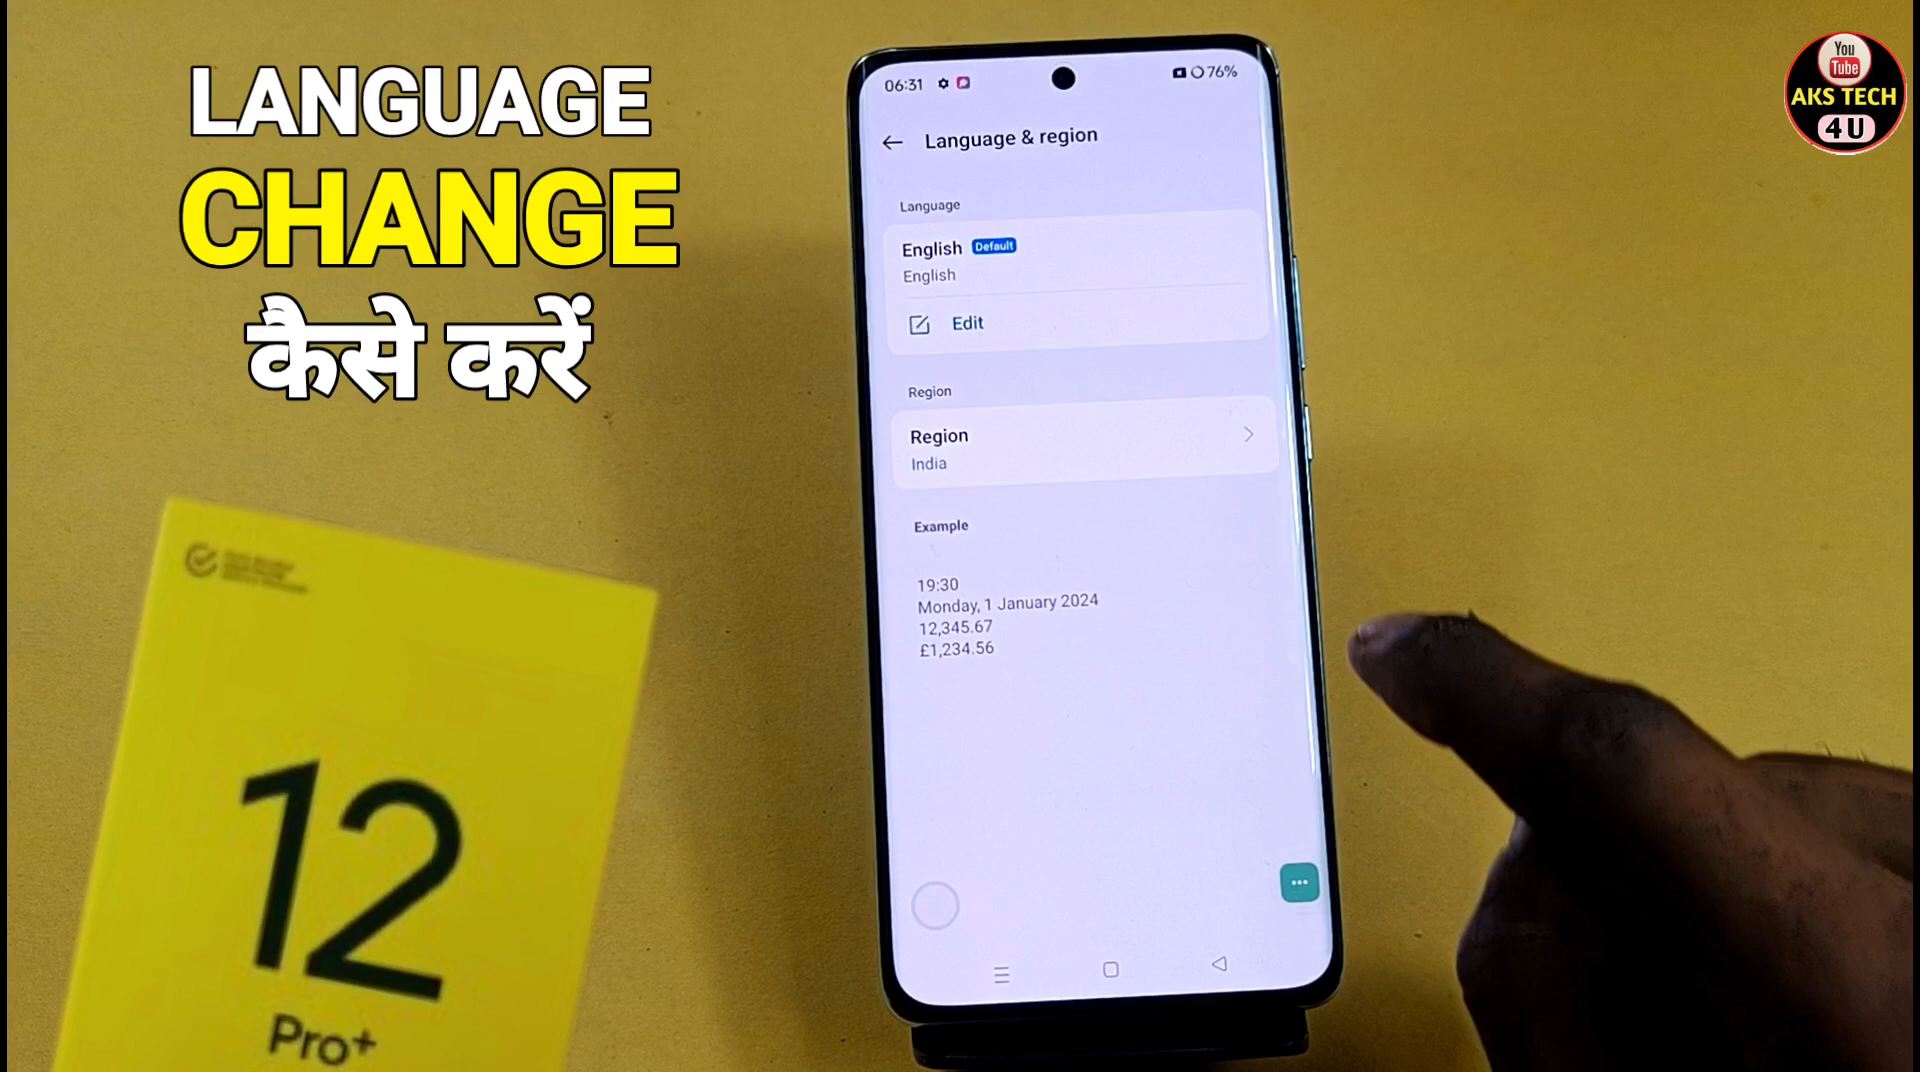 LANGUAGE
CHANGE
कैसे करें
You
Tube
AKS TECH
4U
06:31
76%
Language & region
Language
English Default
English
Edit
Region
Region
India
Example
19:30
Monday, 1 January 2024
12,345.67
£1,234.56
12
Pro+